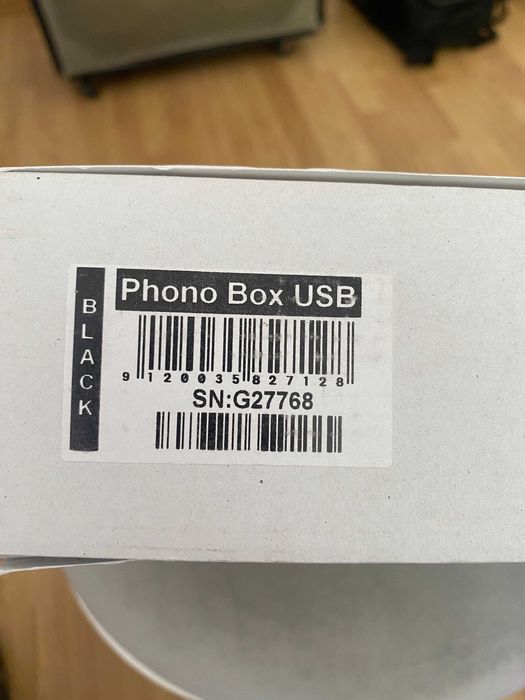 BLACK
Phono Box USB
9 120035 827128
SN:G27768